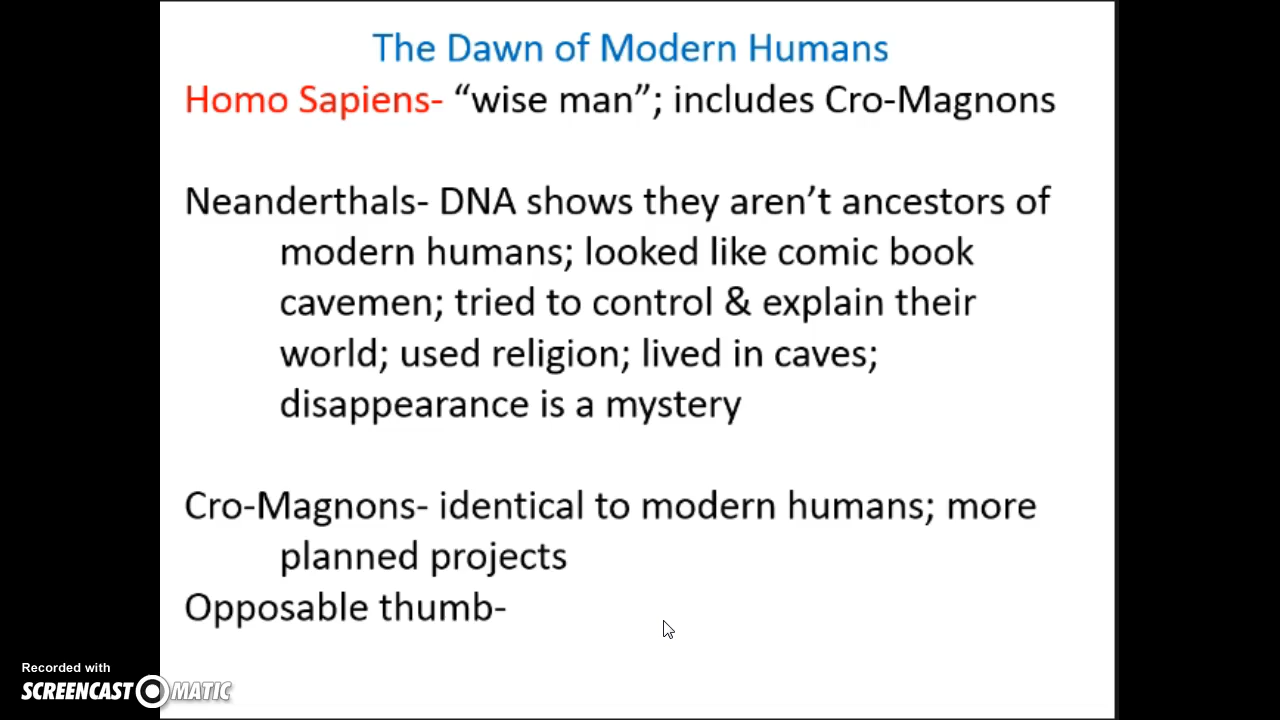 The Dawn of Modern Humans
Homo Sapiens- “wise man”; includes Cro-Magnons
Neanderthals- DNA shows they aren’t ancestors of
modern humans; looked like comic book
cavemen; tried to control & explain their
world; used religion; lived in caves;
disappearance is a mystery
Cro-Magnons- identical to modern humans; more
planned projects
Opposable thumb-
Recorded with
SCREENCAST MATIC